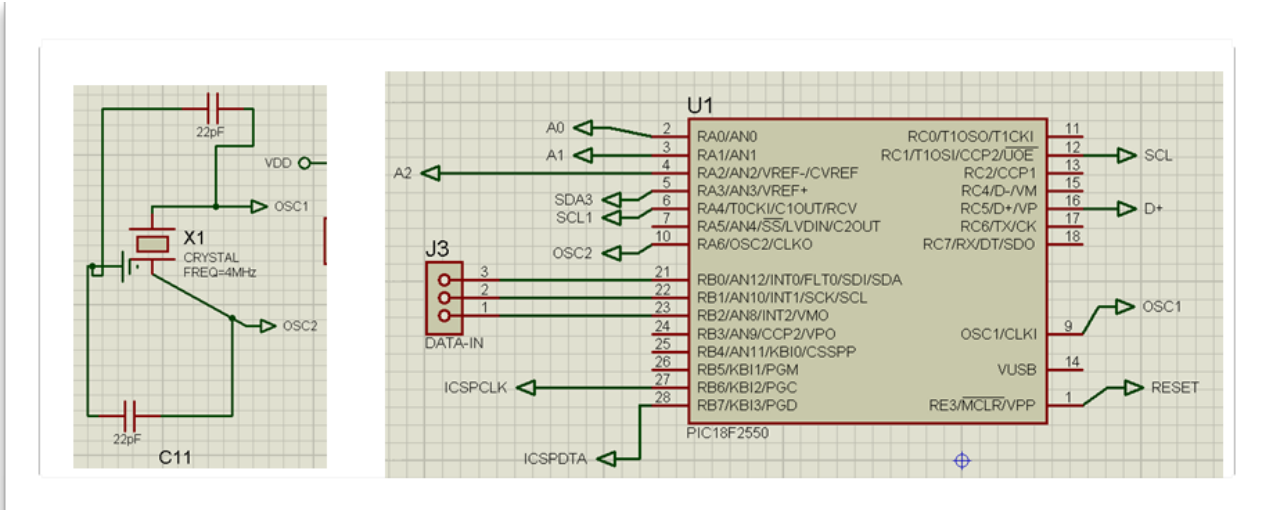 22pF
VDD
OSC1
X1
CRYSTAL
FREQ=4MHz
OSC2
22pF
C11
U1
A0
2
RA0/AN0
RC0/T1OSO/T1CKI
11
A1
3
RA1/AN1
RC1/T1OSI/CCP2/UOE
12
SCL
A2
4
RA2/AN2/VREF-/CVREF
RC2/CCP1
13
5
RA3/AN3/VREF+
RC4/D-/VM
15
SDA3
6
RA4/T0CKI/C1OUT/RCV
RC5/D+/VP
16
D+
SCL1
7
RA5/AN4/SS/LVDIN/C2OUT
RC6/TX/CK
17
OSC2
10
RA6/OSC2/CLKO
RC7/RX/DT/SDO
18
J3
3
21
RB0/AN12/INT0/FLT0/SDI/SDA
2
22
RB1/AN10/INT1/SCK/SCL
1
23
RB2/AN8/INT2/VMO
OSC1
DATA-IN
24
RB3/AN9/CCP2/VPO
OSC1/CLKI
9
25
RB4/AN11/KBI0/CSSPP
26
RB5/KBI1/PGM
VUSB
14
ICSPCLK
27
RB6/KBI2/PGC
RESET
28
RB7/KBI3/PGD
RE3/MCLR/VPP
1
PIC18F2550
ICSPDTA